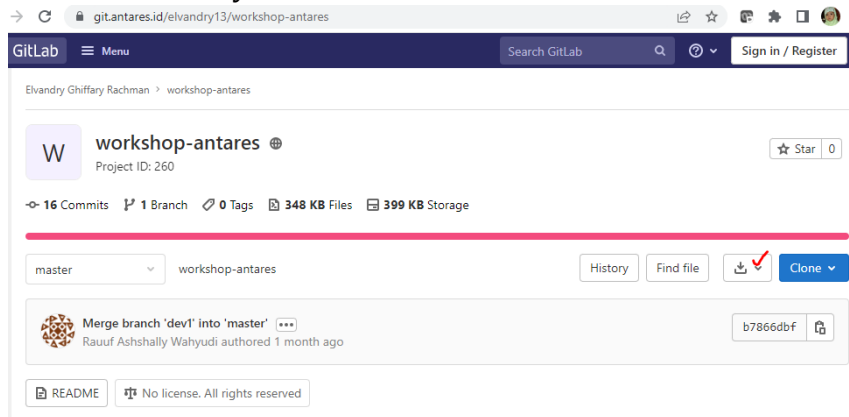 git.antares.id/elvandry13/workshop-antares
GitLab Menu Search GitLab Sign in / Register
Elvandry Ghiffary Rachman > workshop-antares
W workshop-antares
Project ID: 260
Star 0
16 Commits 1 Branch 0 Tags 348 KB Files 399 KB Storage
master workshop-antares History Find file Clone
Merge branch 'dev1' into 'master'
Rauuf Ashshally Wahyudi authored 1 month ago
b7866dbf
README No license. All rights reserved